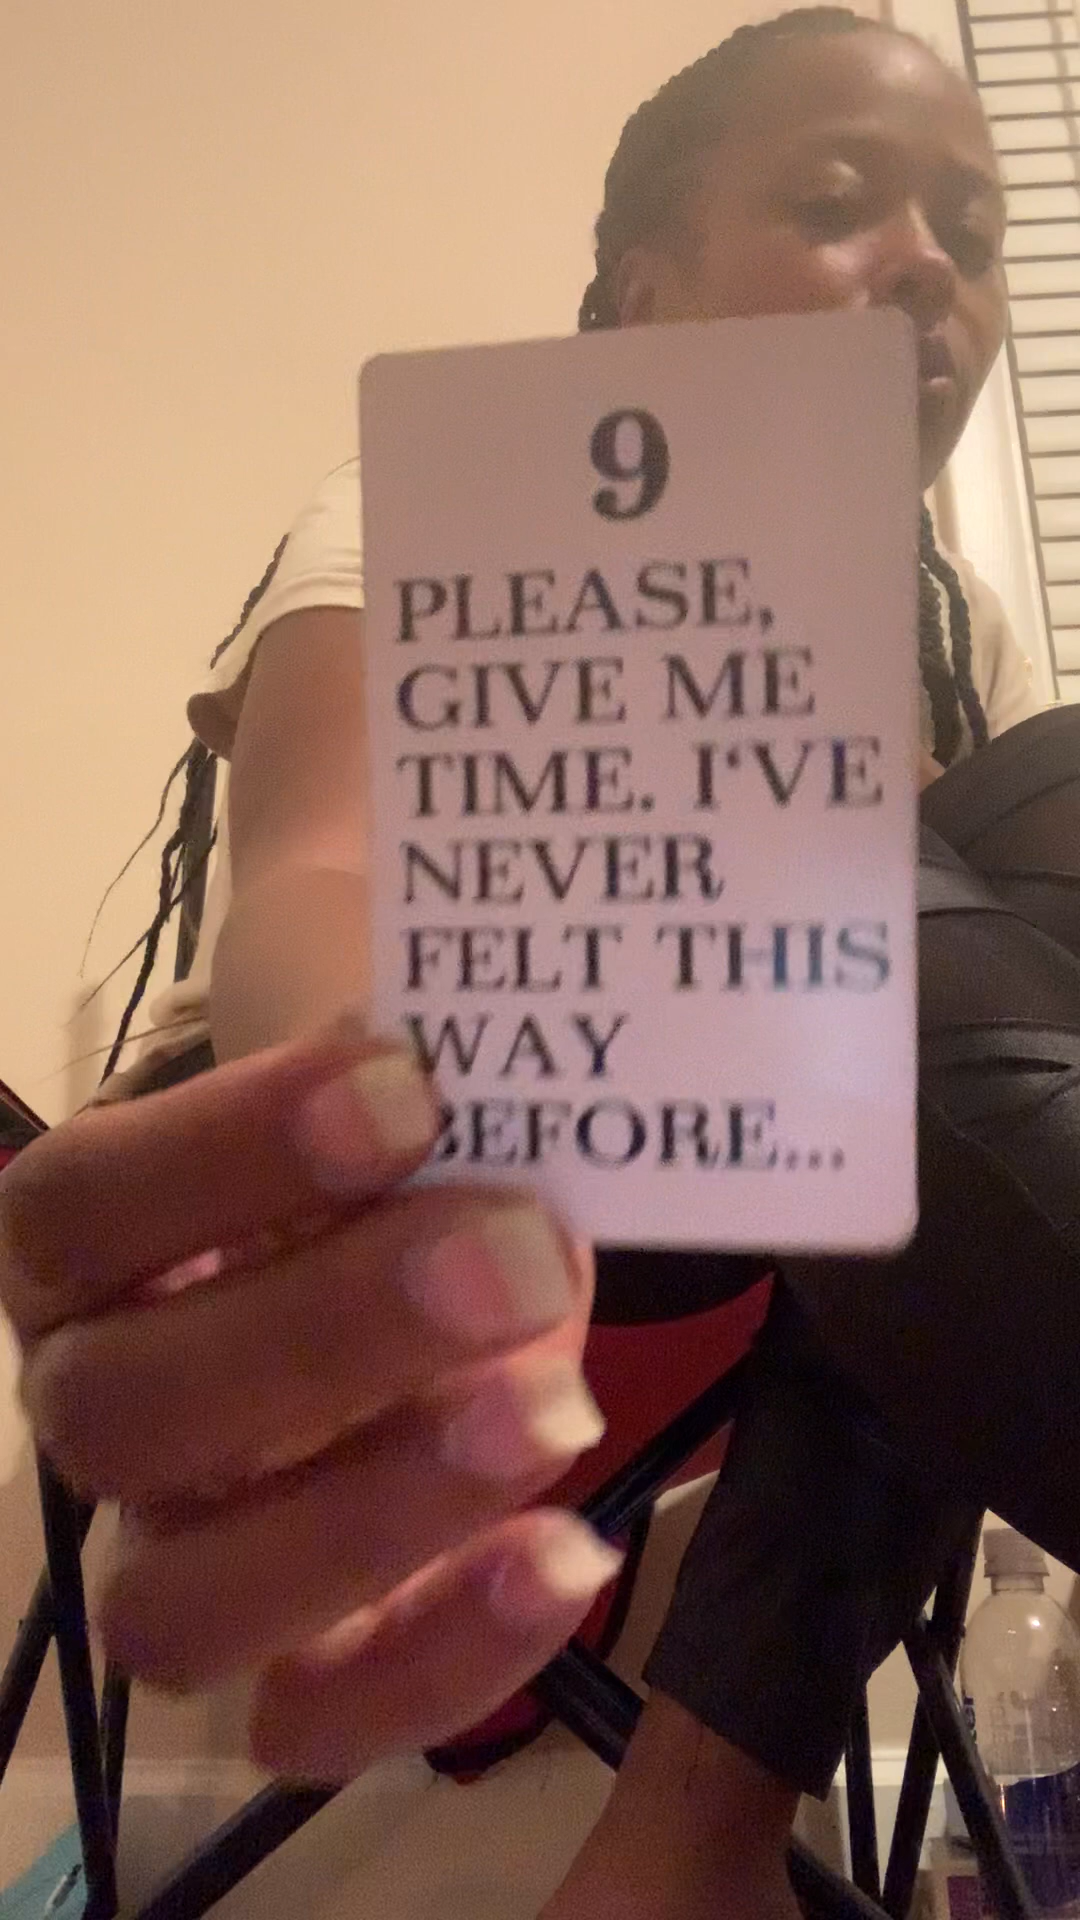 9
PLEASE,
GIVE ME
TIME. I‘VE
NEVER
FELT THIS
WAY
BEFORE...